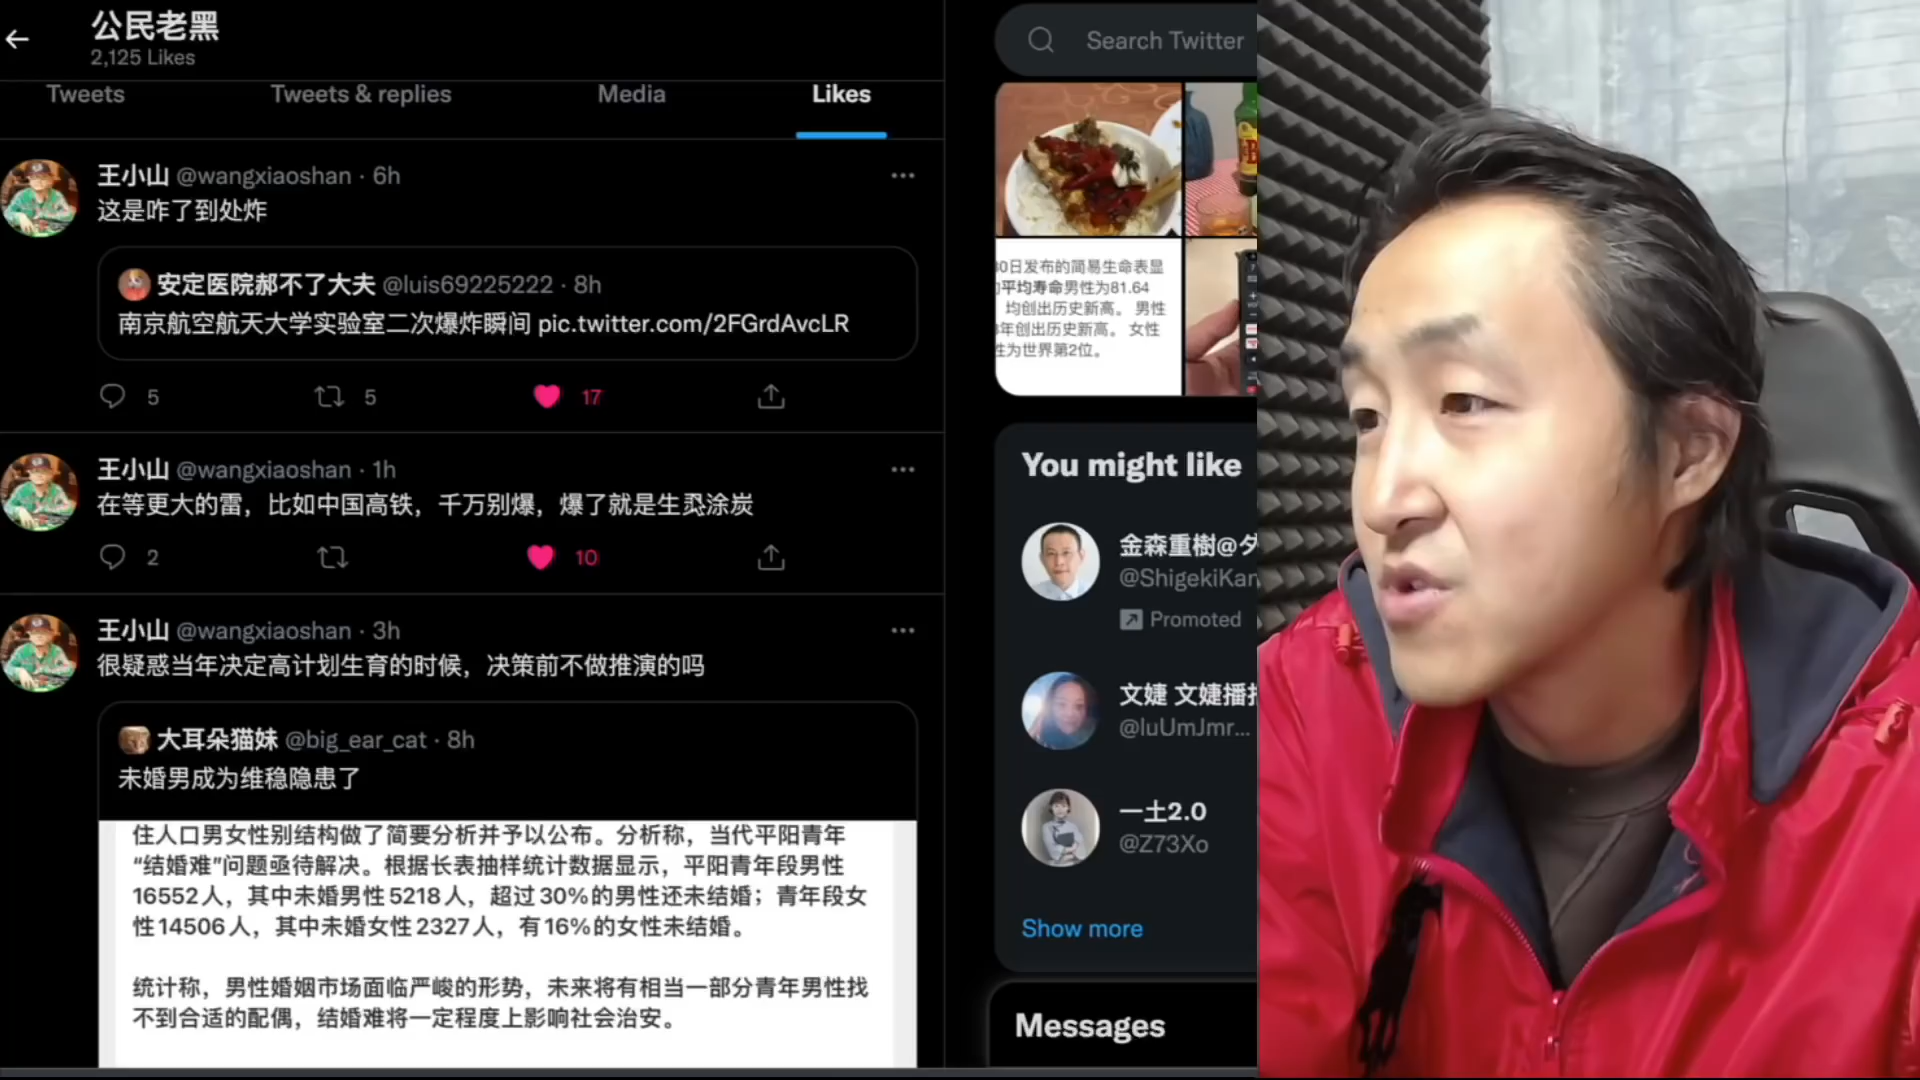 公民老黑
2,125 Likes
Tweets
Tweets & replies
Media
Likes
王小山 @wangxiaoshan · 6h
这是咋了到处炸
安定医院郝不了大夫 @luis69225222 · 8h
南京航空航天大学实验室二次爆炸瞬间 pic.twitter.com/2FGrdAvcLR
5
5
17
王小山 @wangxiaoshan · 1h
在等更大的雷，比如中国高铁，千万别爆，爆了就是生灵涂炭
2
10
王小山 @wangxiaoshan · 3h
很疑惑当年决定高计划生育的时候，决策前不做推演的吗
大耳朵猫妹 @big_ear_cat · 8h
未婚男成为维稳隐患了
住人口男女性别结构做了简要分析并予以公布。分析称，当代平阳青年
“结婚难”问题亟待解决。根据长表抽样统计数据显示，平阳青年段男性
16552人，其中未婚男性5218人，超过30%的男性还未结婚；青年段女
性14506人，其中未婚女性2327人，有16%的女性未结婚。
统计称，男性婚姻市场面临严峻的形势，未来将有相当一部分青年男性找
不到合适的配偶，结婚难将一定程度上影响社会治安。
Search Twitter
0日发布的简易生命表显
平均寿命男性为81.64
均创出历史新高。 男性
年创出历史新高。 女性
性为世界第2位。
You might like
金森重樹@
@ShigekiKan
Promoted
文婕 文婕播
@luUmJmr...
一土2.0
@Z73Xo
Show more
Messages